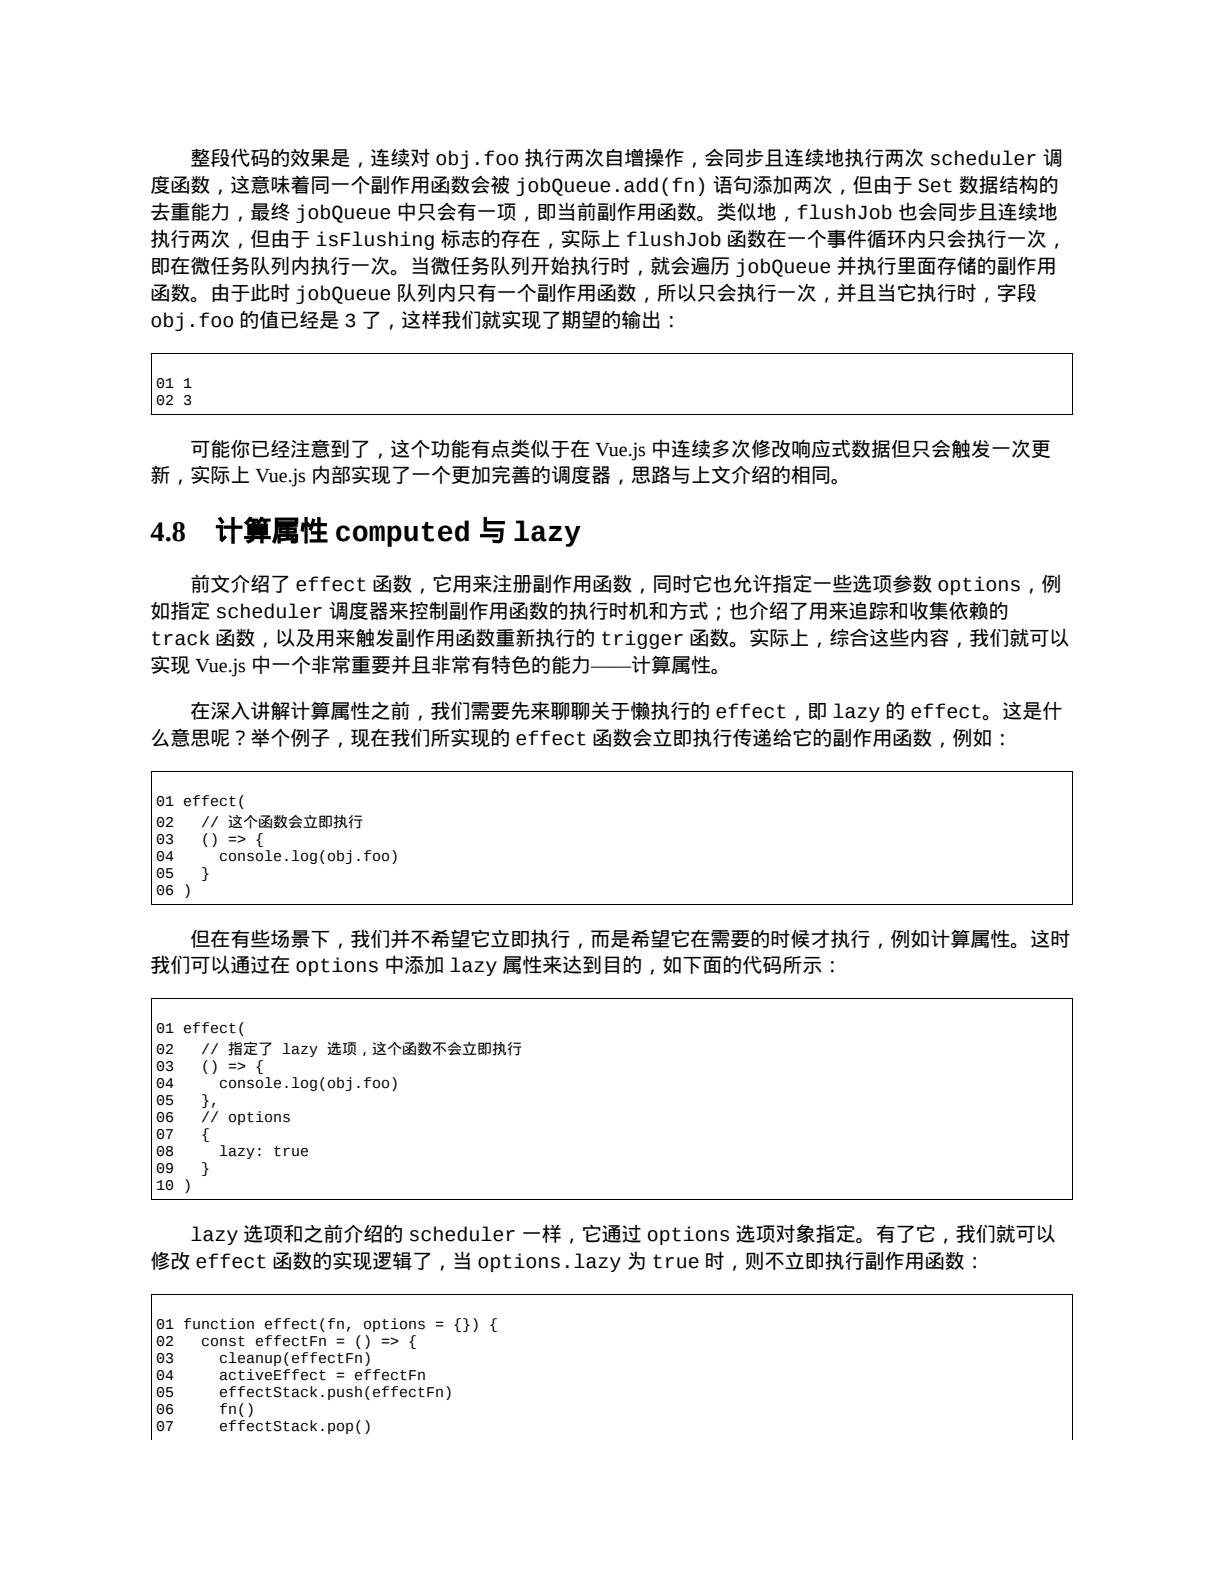 整段代码的效果是，连续对 obj.foo 执行两次自增操作，会同步且连续地执行两次 scheduler 调
度函数，这意味着同一个副作用函数会被 jobQueue.add(fn) 语句添加两次，但由于 Set 数据结构的
去重能力，最终 jobQueue 中只会有一项，即当前副作用函数。类似地，flushJob 也会同步且连续地
执行两次，但由于 isFlushing 标志的存在，实际上 flushJob 函数在一个事件循环内只会执行一次，
即在微任务队列内执行一次。当微任务队列开始执行时，就会遍历 jobQueue 并执行里面存储的副作用
函数。由于此时 jobQueue 队列内只有一个副作用函数，所以只会执行一次，并且当它执行时，字段
obj.foo 的值已经是 3 了，这样我们就实现了期望的输出：
01 1
02 3
可能你已经注意到了，这个功能有点类似于在 Vue.js 中连续多次修改响应式数据但只会触发一次更
新，实际上 Vue.js 内部实现了一个更加完善的调度器，思路与上文介绍的相同。
4.8 计算属性 computed 与 lazy
前文介绍了 effect 函数，它用来注册副作用函数，同时它也允许指定一些选项参数 options，例
如指定 scheduler 调度器来控制副作用函数的执行时机和方式；也介绍了用来追踪和收集依赖的
track 函数，以及用来触发副作用函数重新执行的 trigger 函数。实际上，综合这些内容，我们就可以
实现 Vue.js 中一个非常重要并且非常有特色的能力——计算属性。
在深入讲解计算属性之前，我们需要先来聊聊关于懒执行的 effect，即 lazy 的 effect。这是什
么意思呢？举个例子，现在我们所实现的 effect 函数会立即执行传递给它的副作用函数，例如：
01 effect(
02   // 这个函数会立即执行
03   () => {
04     console.log(obj.foo)
05   }
06 )
但在有些场景下，我们并不希望它立即执行，而是希望它在需要的时候才执行，例如计算属性。这时
我们可以通过在 options 中添加 lazy 属性来达到目的，如下面的代码所示：
01 effect(
02   // 指定了 lazy 选项，这个函数不会立即执行
03   () => {
04     console.log(obj.foo)
05   },
06   // options
07   {
08     lazy: true
09   }
10 )
lazy 选项和之前介绍的 scheduler 一样，它通过 options 选项对象指定。有了它，我们就可以
修改 effect 函数的实现逻辑了，当 options.lazy 为 true 时，则不立即执行副作用函数：
01 function effect(fn, options = {}) {
02   const effectFn = () => {
03     cleanup(effectFn)
04     activeEffect = effectFn
05     effectStack.push(effectFn)
06     fn()
07     effectStack.pop()